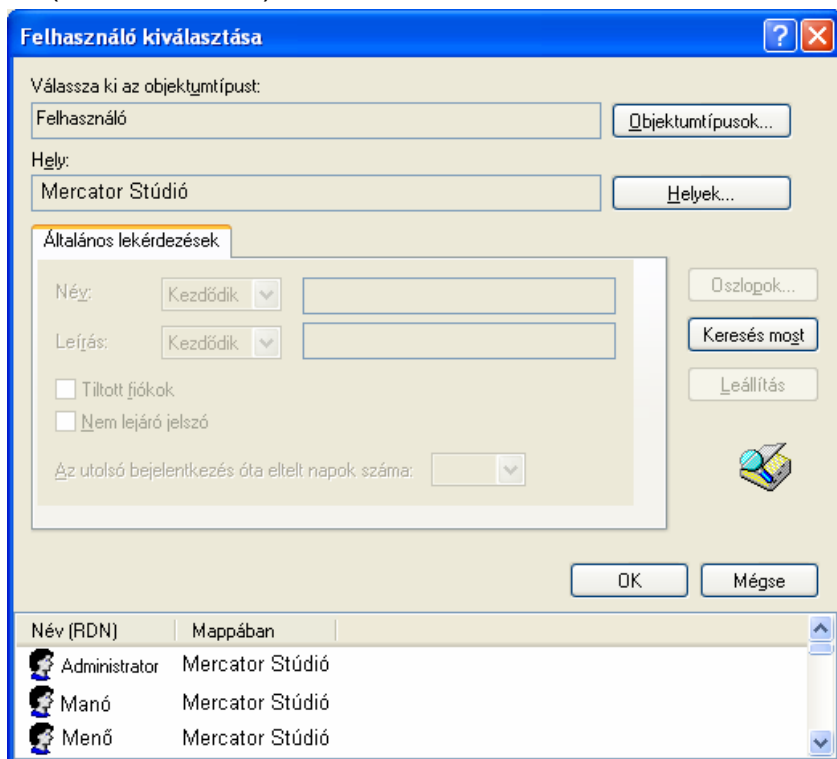 Felhasználó kiválasztása
Válassza ki az objektumtípust:
Felhasználó
Objektumtípusok...
Hely:
Mercator Stúdió
Helyek...
Általános lekérdezések
Név:
Kezdődik
Oszlopok...
Leírás:
Kezdődik
Keresés most
Tiltott fiókok
Leállítás
Nem lejáró jelszó
Az utolsó bejelentkezés óta eltelt napok száma:
OK
Mégse
Név (RDN) Mappában
Administrator Mercator Stúdió
Manó Mercator Stúdió
Menő Mercator Stúdió